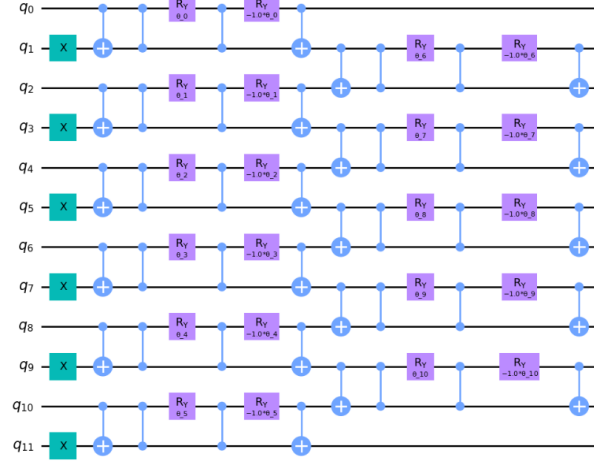 q0 RY θ_0 RY −1.0*θ_0
q1 X RY θ_6 RY −1.0*θ_6
q2 RY θ_1 RY −1.0*θ_1
q3 X RY θ_7 RY −1.0*θ_7
q4 RY θ_2 RY −1.0*θ_2
q5 X RY θ_8 RY −1.0*θ_8
q6 RY θ_3 RY −1.0*θ_3
q7 X RY θ_9 RY −1.0*θ_9
q8 RY θ_4 RY −1.0*θ_4
q9 X RY θ_10 RY −1.0*θ_10
q10 RY θ_5 RY −1.0*θ_5
q11 X